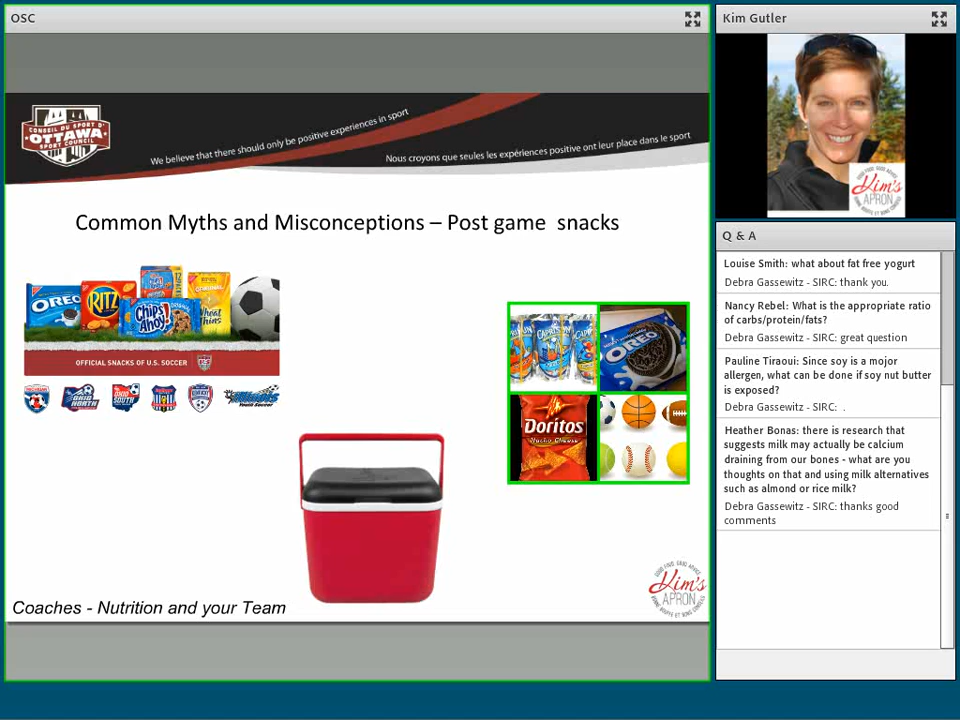 OSC
Kim Gutler
CONSEIL DU SPORT D'
OTTAWA
SPORT COUNCIL
We believe that there should only be positive experiences in sport
Nous croyons que seules les expériences positive ont leur place dans le sport
Kim's
APRON
Common Myths and Misconceptions – Post game snacks
OREO
RITZ
Chips
Ahoy!
Wheat
Thins
OFFICIAL SNACKS OF U.S. SOCCER
OHIO
NORTH
OHIO
SOUTH
KENTUCKY
Illinois
OREO
Doritos
Nacho Cheese
Coaches - Nutrition and your Team
Kim's
APRON
Q & A
Louise Smith: what about fat free yogurt
Debra Gassewitz - SIRC: thank you.
Nancy Rebel: What is the appropriate ratio
of carbs/protein/fats?
Debra Gassewitz - SIRC: great question
Pauline Tiraoui: Since soy is a mojor
allergen, what can be done if soy nut butter
is exposed?
Debra Gassewitz - SIRC: .
Heather Bonas: there is research that
suggests milk may actually be calcium
draining from our bones - what are you
thoughts on that and using milk alternatives
such as almond or rice milk?
Debra Gassewitz - SIRC: thanks good
comments